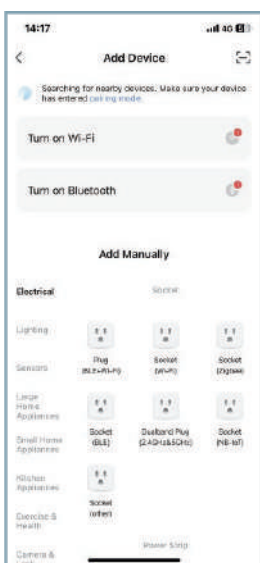 14:17
4G
Add Device
Searching for nearby devices. Make sure your device
has entered pairing mode.
Turn on Wi-Fi
Turn on Bluetooth
Add Manually
Electrical
Socket
Lighting
Plug
(BLE+Wi-Fi)
Socket
(Wi-Fi)
Socket
(Zigbee)
Sensors
Large
Home
Appliances
Socket
(BLE)
Dualband Plug
(2.4GHz&5GHz)
Socket
(NB-IoT)
Small Home
Appliances
Kitchen
Appliances
Socket
(other)
Exercise &
Health
Power Strip
Camera &
Lock